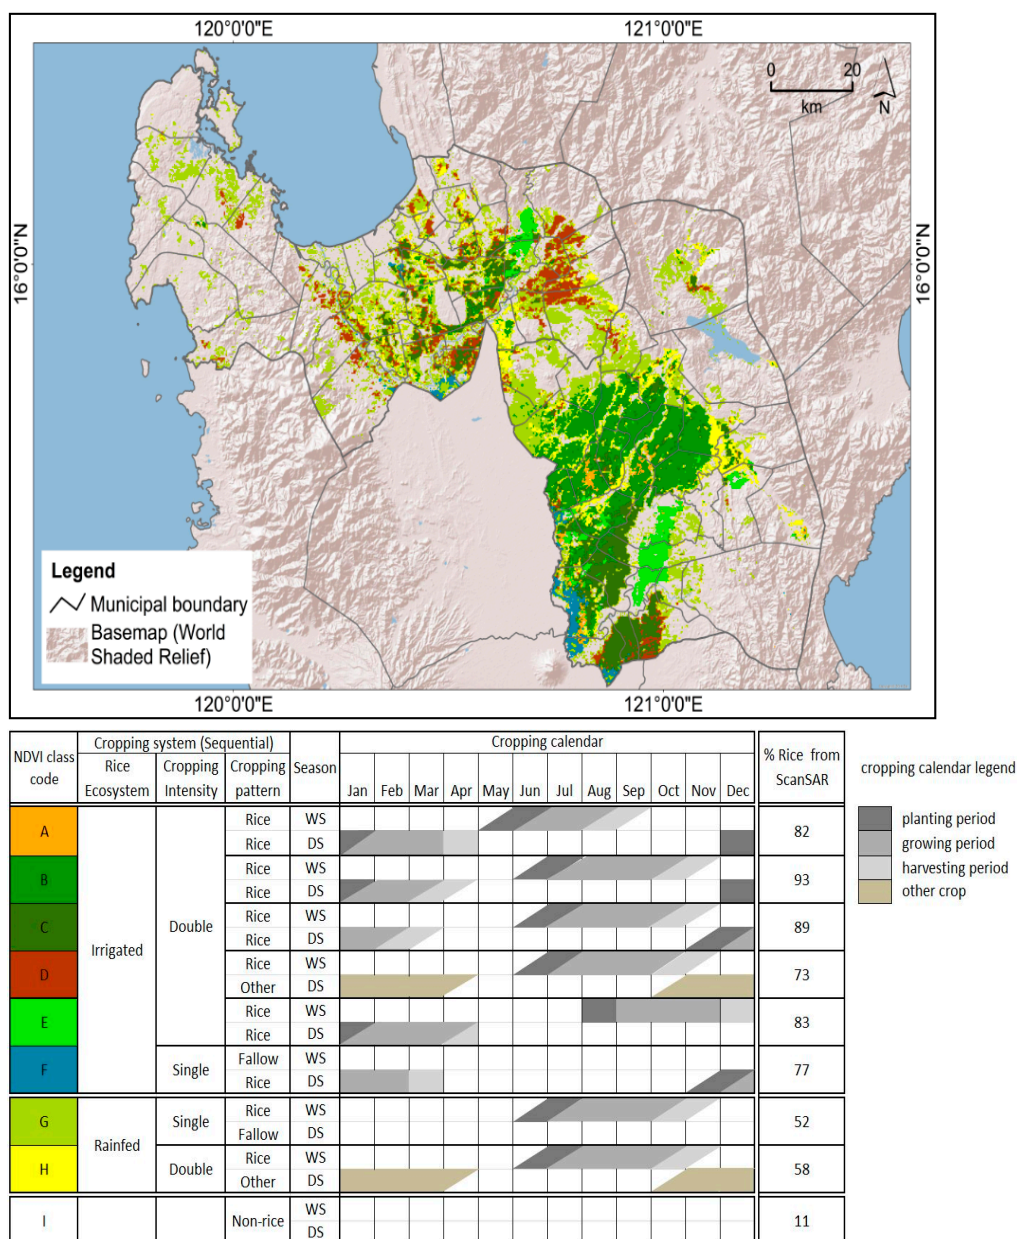 120°0'0"E 121°0'0"E
0 20
km
N
16°0'0"N 16°0'0"N
Legend
Municipal boundary
Basemap (World
Shaded Relief)
120°0'0"E 121°0'0"E
NDVI class code Cropping system (Sequential) Season Cropping calendar % Rice from ScanSAR
Rice Ecosystem Cropping Intensity Cropping pattern
Jan Feb Mar Apr May Jun Jul Aug Sep Oct Nov Dec
cropping calendar legend
planting period
growing period
harvesting period
other crop
Irrigated
Double
A Rice WS 82
Rice DS
B Rice WS 93
Rice DS
C Rice WS 89
Rice DS
D Rice WS 73
Other DS
E Rice WS 83
Rice DS
F Single Fallow WS 77
Rice DS
Rainfed
G Single Rice WS 52
Fallow DS
H Double Rice WS 58
Other DS
I Non-rice WS 11
DS